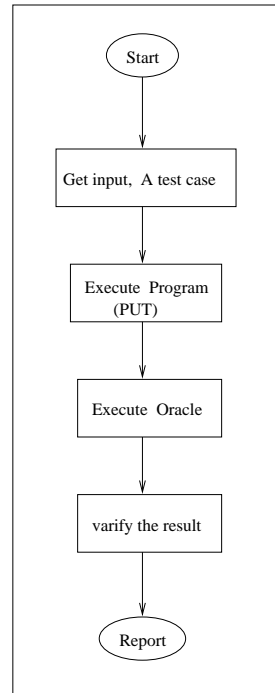 Start
Get input, A test case
Execute Program
(PUT)
Execute Oracle
varify the result
Report